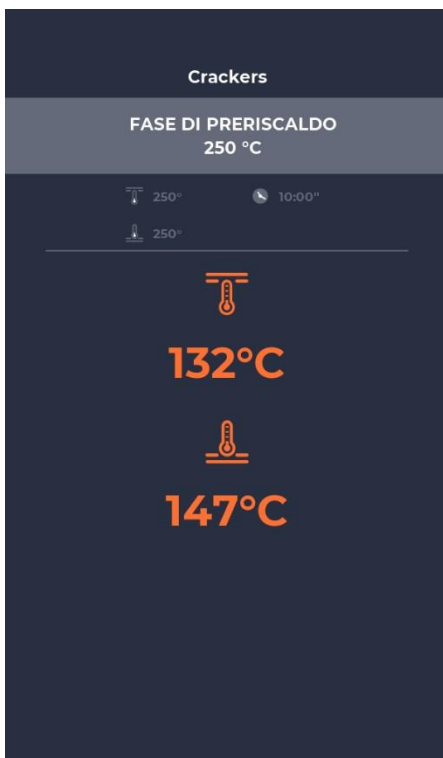 Crackers
FASE DI PRERISCALDO
250 °C
250° 10:00"
250°
132°C
147°C